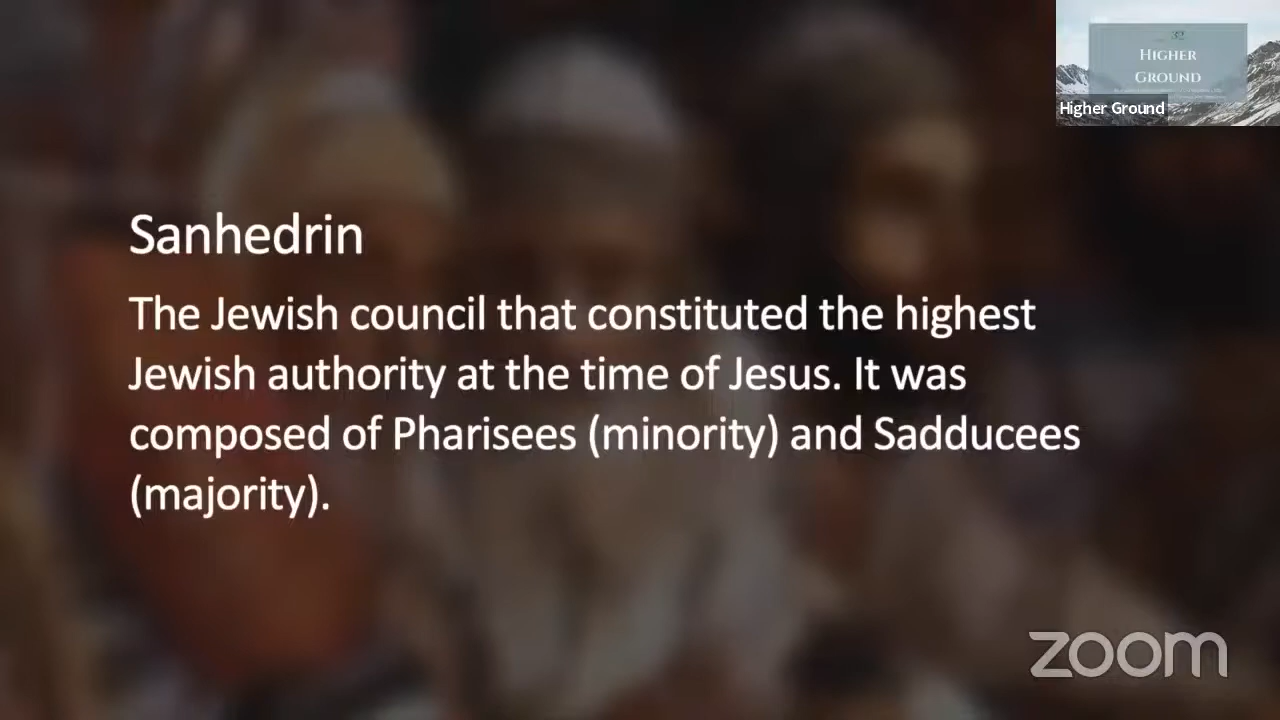 HIGHER
GROUND
Higher Ground
Sanhedrin
The Jewish council that constituted the highest
Jewish authority at the time of Jesus. It was
composed of Pharisees (minority) and Sadducees
(majority).
zoom